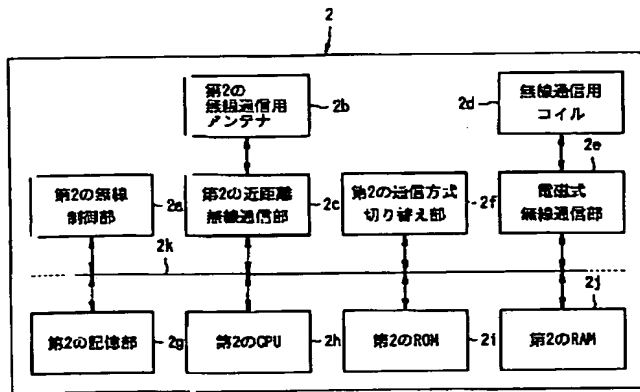 2
第2の
無線通信用
アンテナ
2b
無線通信用
コイル
2d
第2の無線
制御部
2a
第2の近距離
無線通信部
2c
第2の通信方式
切り替え部
2f
電磁式
無線通信部
2e
2k
第2の記憶部
2g
第2のCPU
2h
第2のROM
2i
第2のRAM
2j